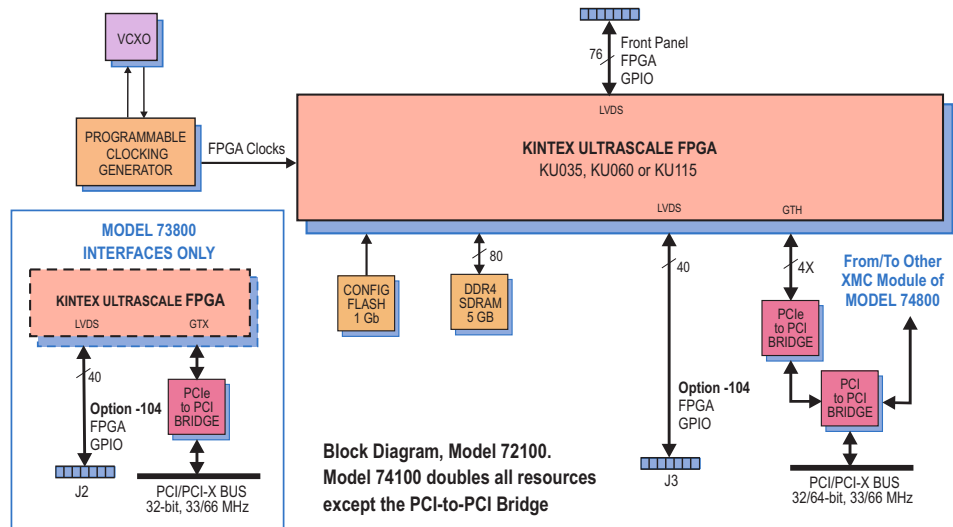 VCXO
PROGRAMMABLE
CLOCKING
GENERATOR
FPGA Clocks
76
Front Panel
FPGA
GPIO
LVDS
KINTEX ULTRASCALE FPGA
KU035, KU060 or KU115
LVDS
GTH
MODEL 73800
INTERFACES ONLY
KINTEX ULTRASCALE FPGA
LVDS
GTX
40
Option -104
FPGA
GPIO
J2
PCIe
to PCI
BRIDGE
PCI/PCI-X BUS
32-bit, 33/66 MHz
CONFIG
FLASH
1 Gb
80
DDR4
SDRAM
5 GB
40
Option -104
FPGA
GPIO
J3
4X
PCIe
to PCI
BRIDGE
From/To Other
XMC Module of
MODEL 74800
PCI
to PCI
BRIDGE
PCI/PCI-X BUS
32/64-bit, 33/66 MHz
Block Diagram, Model 72100.
Model 74100 doubles all resources
except the PCI-to-PCI Bridge